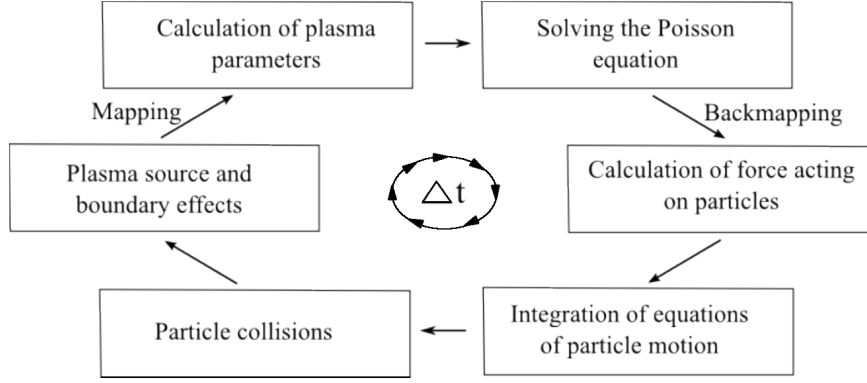 Calculation of plasma
parameters
Solving the Poisson
equation
Mapping
Backmapping
Plasma source and
boundary effects
△ t
Calculation of force acting
on particles
Particle collisions
Integration of equations
of particle motion